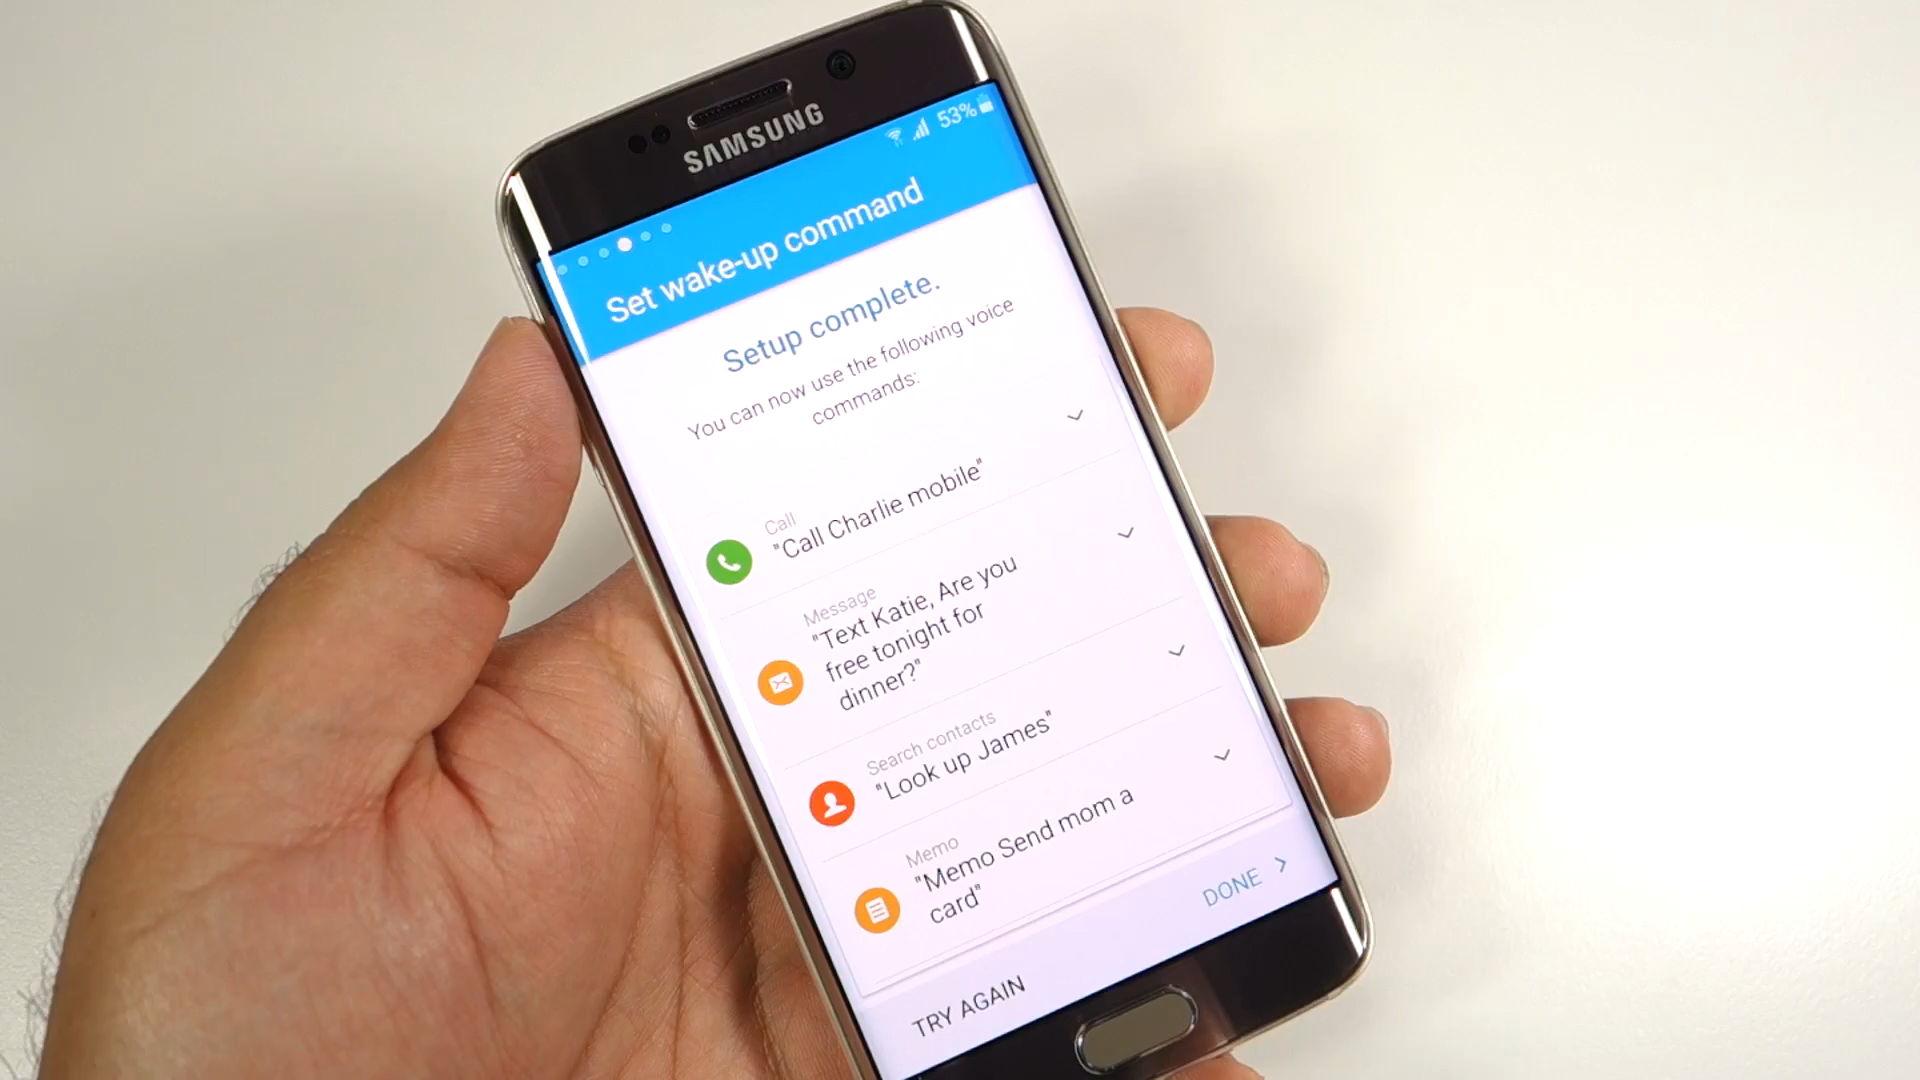 SAMSUNG
53%
Set wake-up command
Setup complete.
You can now use the following voice
commands:
Call
"Call Charlie mobile"
Message
"Text Katie, Are you
free tonight for
dinner?"
Search contacts
"Look up James"
Memo
"Memo Send mom a
card"
DONE
TRY AGAIN